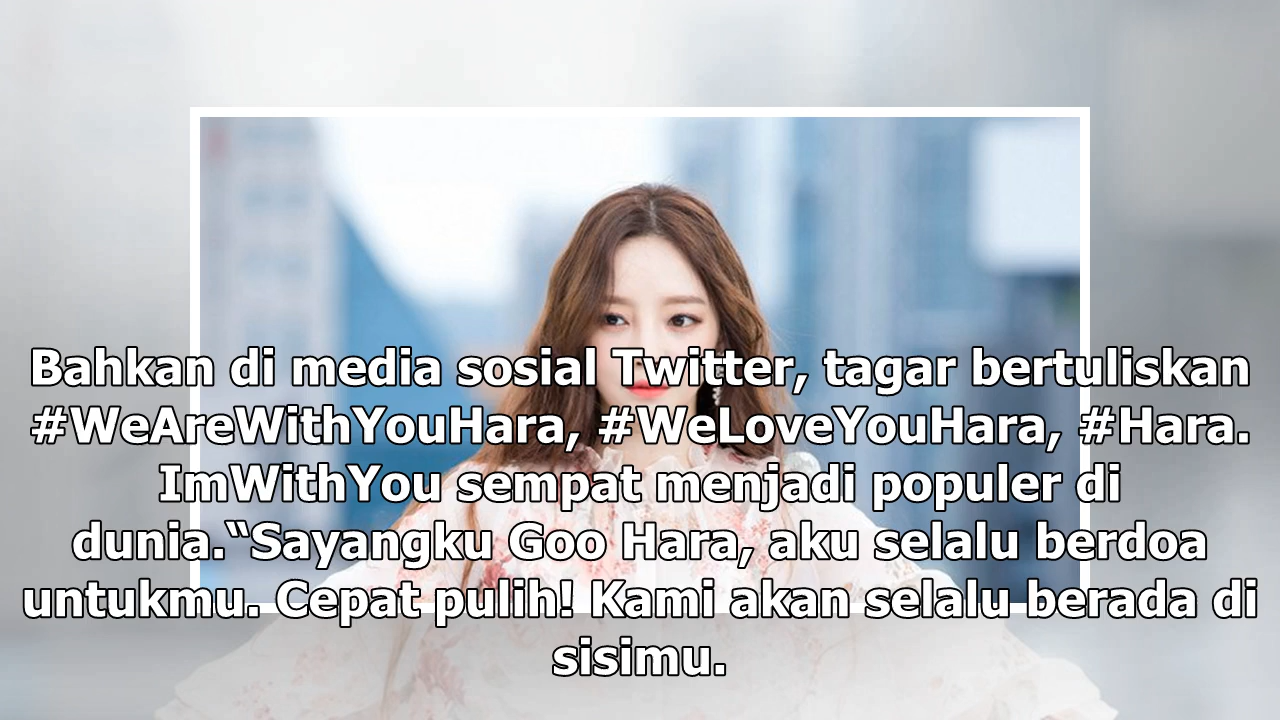 Bahkan di media sosial Twitter, tagar bertuliskan
#WeAreWithYouHara, #WeLoveYouHara, #Hara.
ImWithYou sempat menjadi populer di
dunia.“Sayangku Goo Hara, aku selalu berdoa
untukmu. Cepat pulih! Kami akan selalu berada di
sisimu.